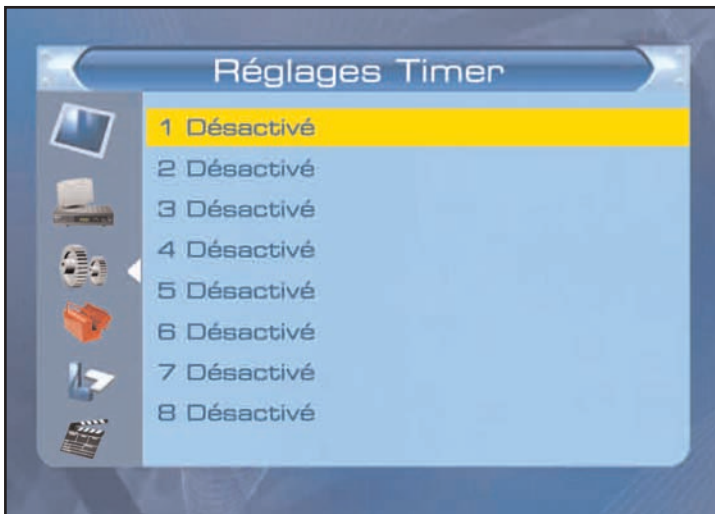 Réglages Timer
1 Désactivé
2 Désactivé
3 Désactivé
4 Désactivé
5 Désactivé
6 Désactivé
7 Désactivé
8 Désactivé